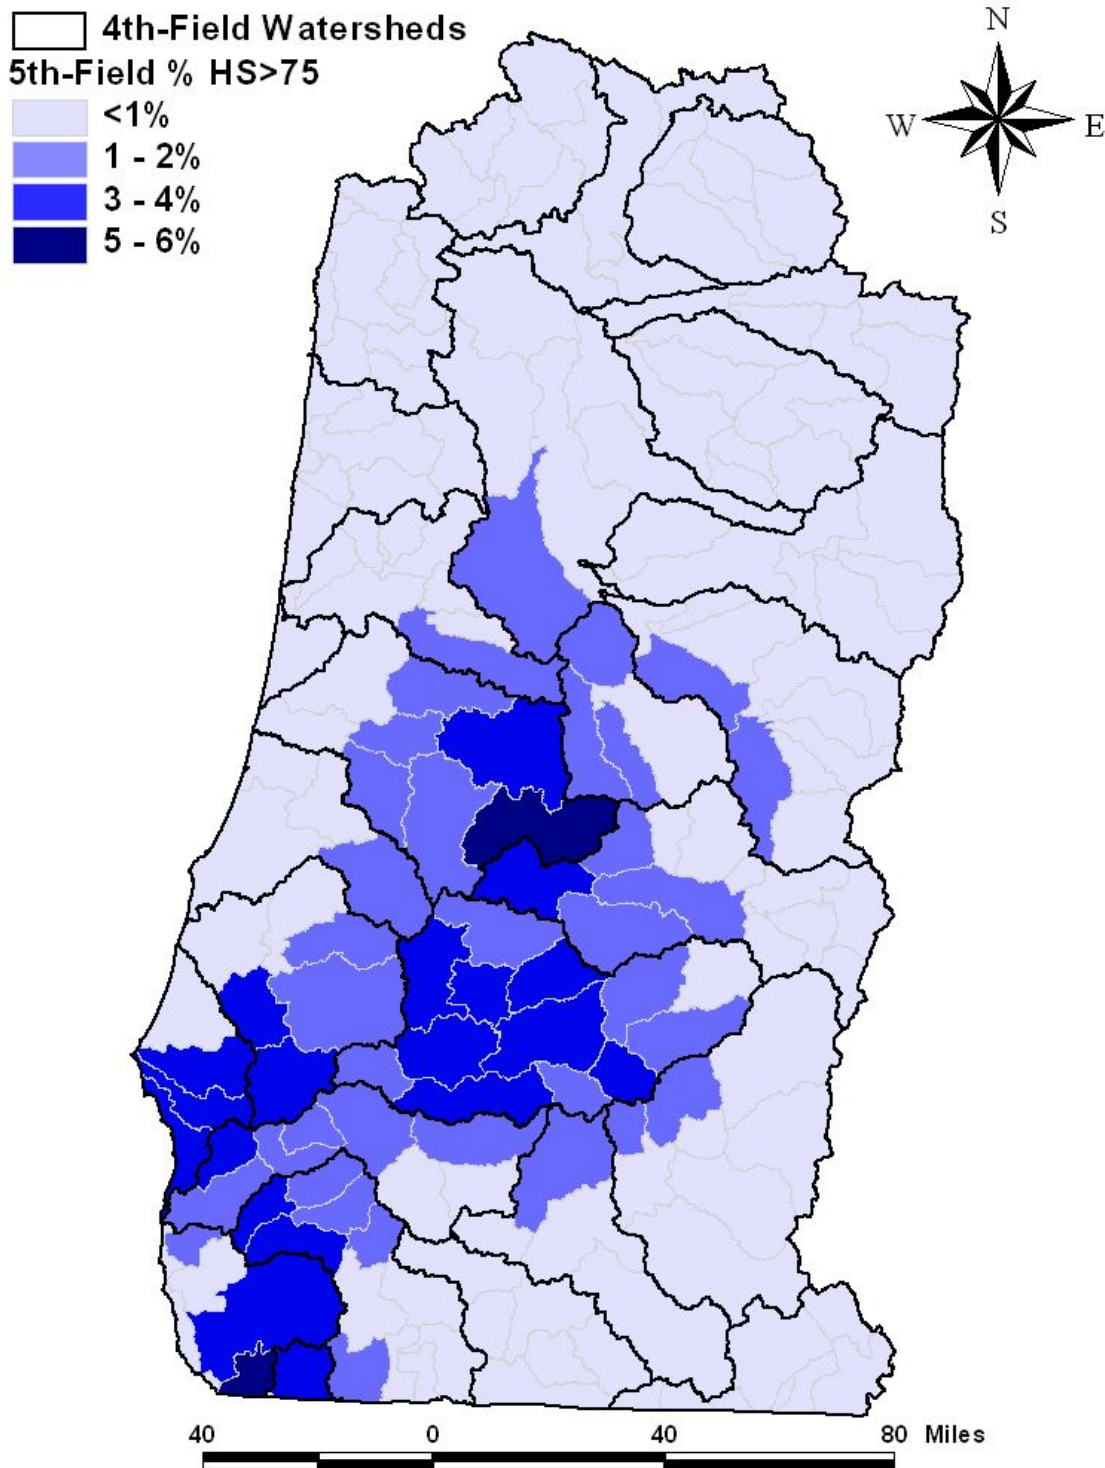 4th-Field Watersheds
5th-Field % HS>75
<1%
1 - 2%
3 - 4%
5 - 6%
N
W E
S
40 0 40 80 Miles